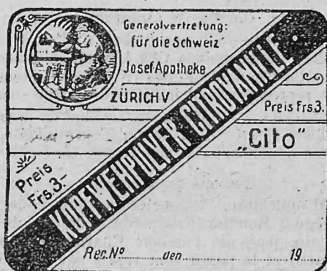 Generalvertretung:
für die Schweiz
Josef Apotheke
ZÜRICH V
Preis Frs. 3.
KOPFWEHPULVER CITROVANILLE
„Cito"
Preis
Frs. 3.-
Rec. Nº ........ den ........ 19 ....